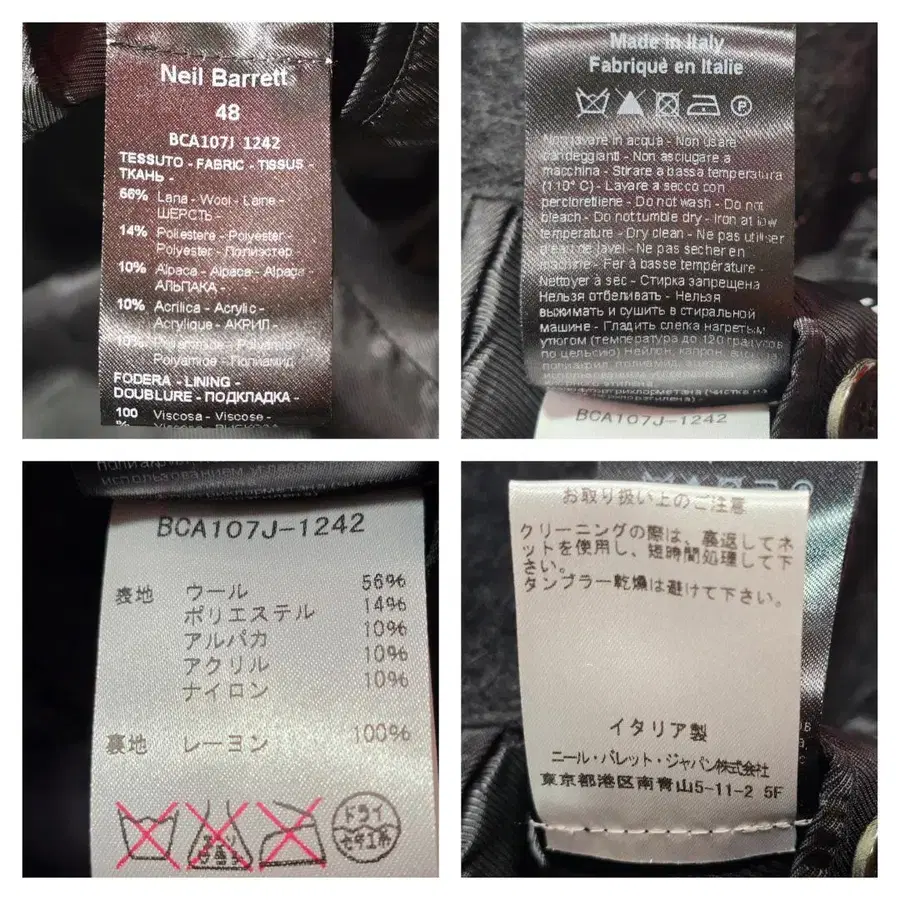 Neil Barrett
48
BCA107J 1242
TESSUTO - FABRIC - TISSUS -
ТКАНЬ -
56% Lana - Wool - Laine -
ШЕРСТЬ -
14% Poliestere - Polyester -
Polyester - Полиэстер
10% Alpaca - Alpaca - Alpaga -
АЛЬПАКА -
10% Acrilica - Acrylic -
Acrylique - АКРИЛ -
10% Poliammide - Polyamide -
Polyamide - Полиамид
FODERA - LINING -
DOUBLURE - ПОДКЛАДКА -
100 Viscosa - Viscose -
%
Made in Italy
Fabriqué en Italie
P
Non lavare in acqua - Non usare
candeggianti - Non asciugare a
macchina - Stirare a bassa temperatura
(110° C) - Lavare a secco con
percloretilene - Do not wash - Do not
bleach - Do not tumble dry - Iron at low
temperature - Dry clean - Ne pas utiliser
d'eau de javel - Ne pas secher en
machine - Fer à basse température -
Nettoyer à sec - Стирка запрещена
Нельзя отбеливать - Нельзя
выжимать и сушить в стиральной
машине - Гладить слегка нагретым
утюгом (температура до 120 градусов
по цельсию) Нейлон, капрон,
полиакрил, полиамид,
BCA107J-1242
использованием
BCA107J-1242
表地 ウール 56%
ポリエステル 14%
アルパカ 10%
アクリル 10%
ナイロン 10%
裏地 レーヨン 100%
ドライ
セキユ系
お取り扱い上のご注意
クリーニングの際は、裏返してネ
ットを使用し、短時間処理して下
さい。
タンブラー乾燥は避けて下さい。
イタリア製
ニール・バレット・ジャパン株式会社
東京都港区南青山5-11-2 5F